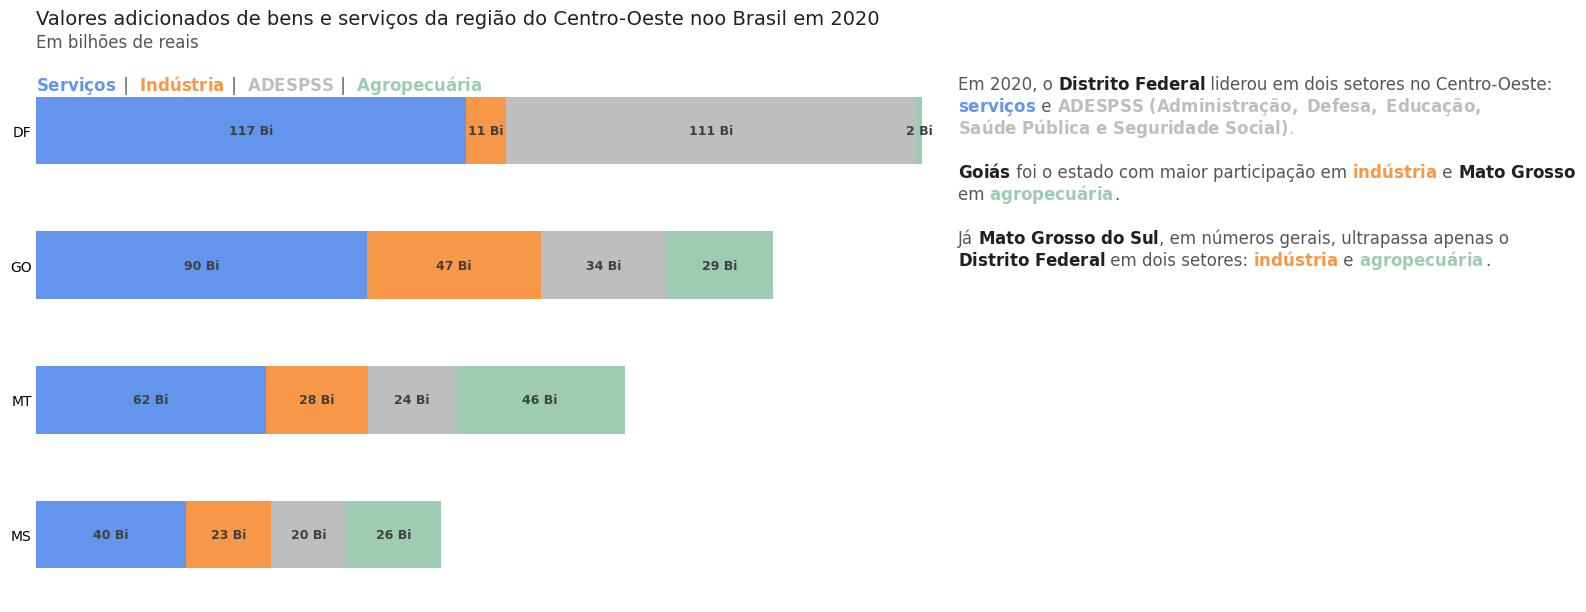 Valores adicionados de bens e serviços da região do Centro-Oeste noo Brasil em 2020
Em bilhões de reais
Serviços | Indústria | ADESPSS | Agropecuária
DF 117 Bi 11 Bi 111 Bi 2 Bi
GO 90 Bi 47 Bi 34 Bi 29 Bi
MT 62 Bi 28 Bi 24 Bi 46 Bi
MS 40 Bi 23 Bi 20 Bi 26 Bi
Em 2020, o Distrito Federal liderou em dois setores no Centro-Oeste:
serviços e ADESPSS (Administração, Defesa, Educação,
Saúde Pública e Seguridade Social).
Goiás foi o estado com maior participação em indústria e Mato Grosso
em agropecuária.
Já Mato Grosso do Sul, em números gerais, ultrapassa apenas o
Distrito Federal em dois setores: indústria e agropecuária.